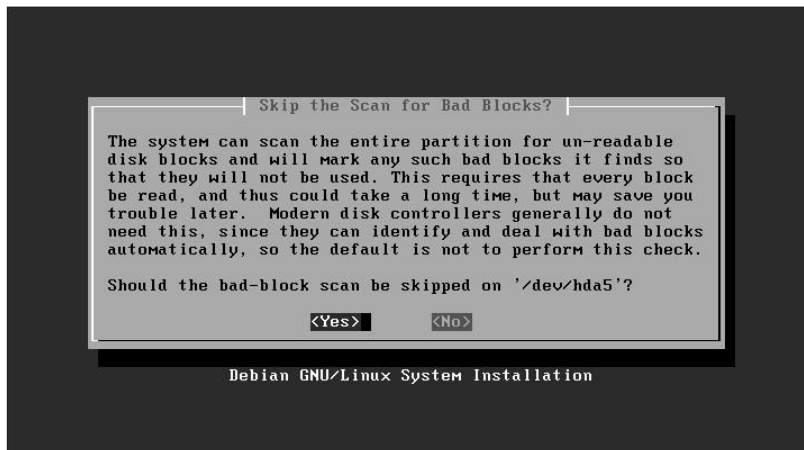 Skip the Scan for Bad Blocks?
The system can scan the entire partition for un-readable
disk blocks and will mark any such bad blocks it finds so
that they will not be used. This requires that every block
be read, and thus could take a long time, but may save you
trouble later.  Modern disk controllers generally do not
need this, since they can identify and deal with bad blocks
automatically, so the default is not to perform this check.
Should the bad-block scan be skipped on '/dev/hda5'?
<Yes> <No>
Debian GNU/Linux System Installation